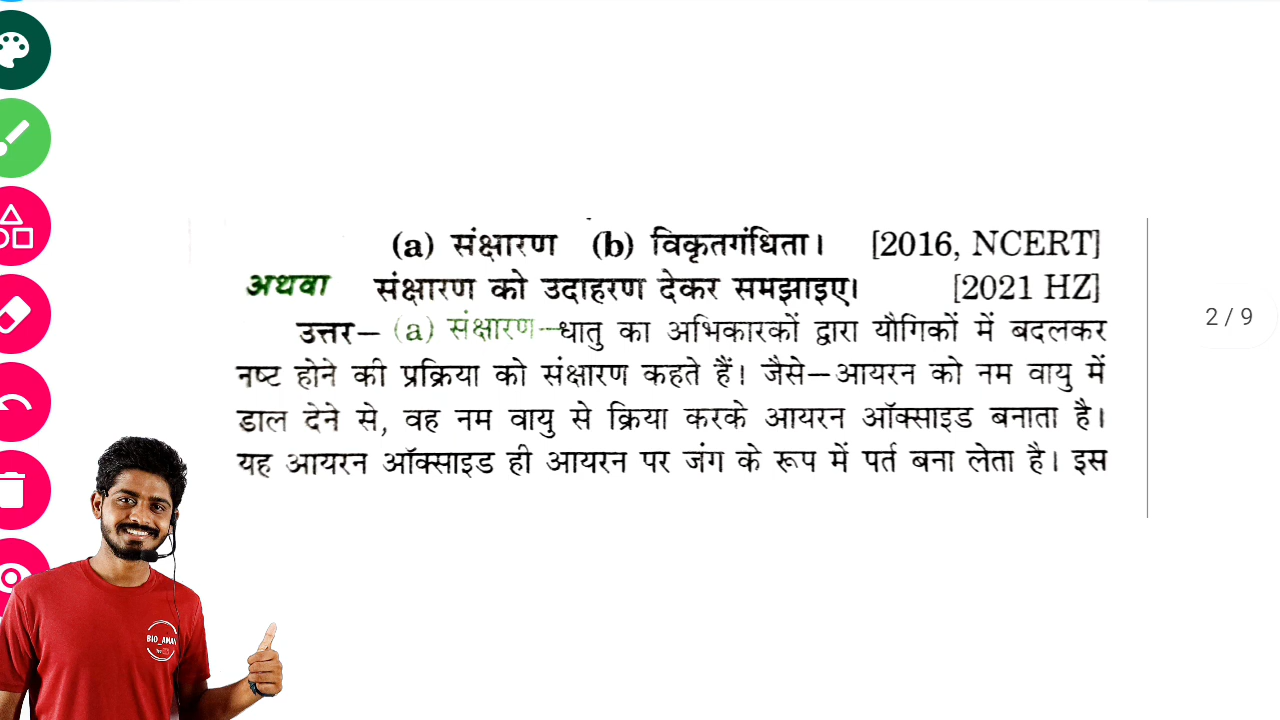 (a) संक्षारण (b) विकृतगंधिता। [2016, NCERT]
अथवा संक्षारण को उदाहरण देकर समझाइए। [2021 HZ]
उत्तर– (a) संक्षारण–धातु का अभिकारकों द्वारा यौगिकों में बदलकर
नष्ट होने की प्रक्रिया को संक्षारण कहते हैं। जैसे–आयरन को नम वायु में
डाल देने से, वह नम वायु से क्रिया करके आयरन ऑक्साइड बनाता है।
यह आयरन ऑक्साइड ही आयरन पर जंग के रूप में पर्त बना लेता है। इस
2 / 9
BIO_AMAN